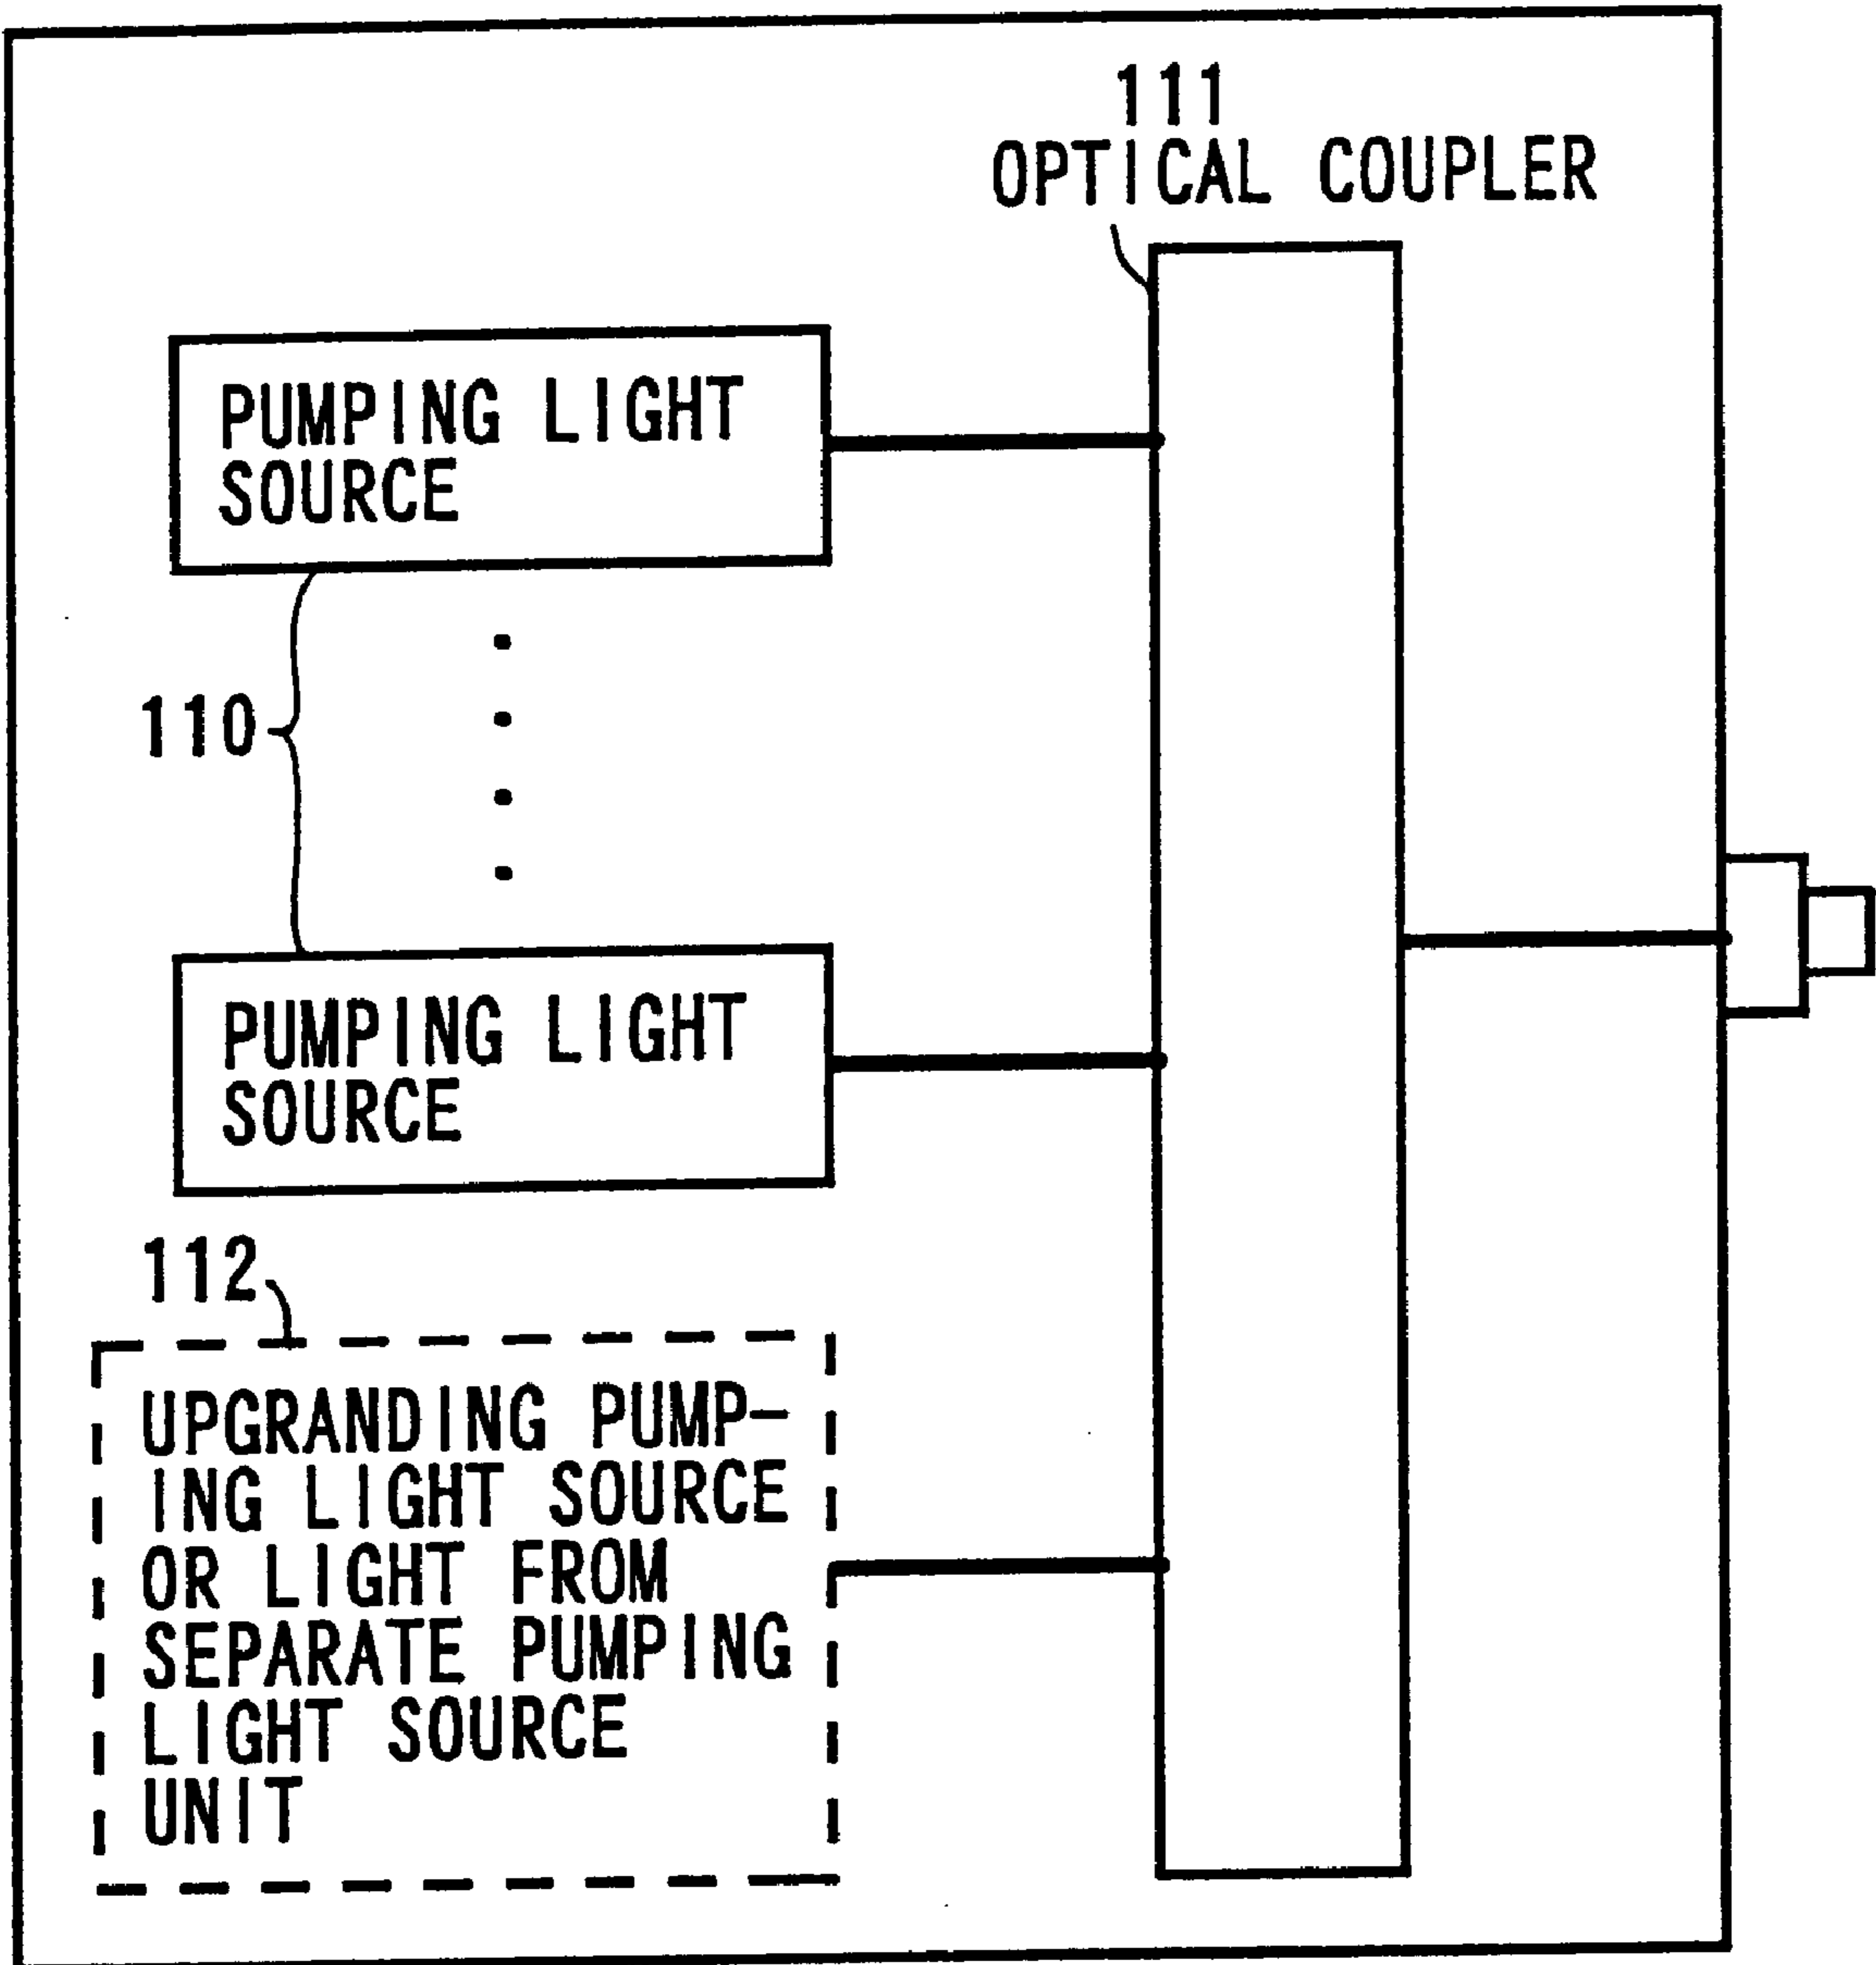 111
OPTICAL COUPLER
PUMPING LIGHT
SOURCE
110
PUMPING LIGHT
SOURCE
112
UPGRANDING PUMP-
ING LIGHT SOURCE
OR LIGHT FROM
SEPARATE PUMPING
LIGHT SOURCE
UNIT